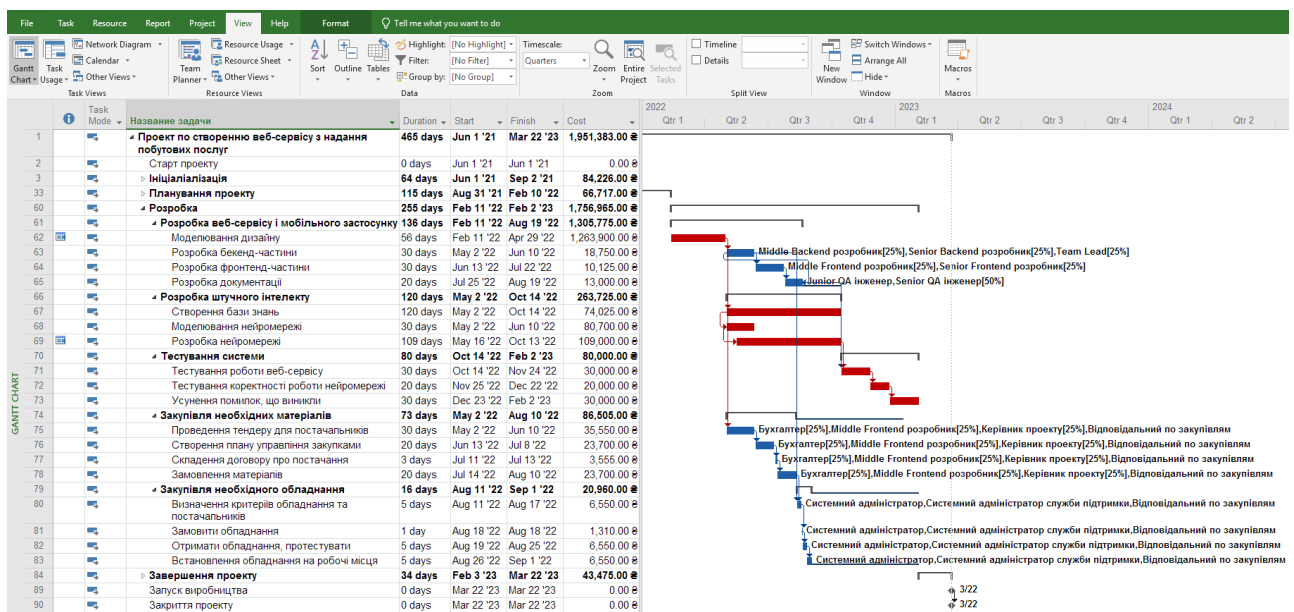 File Task Resource Report Project View Help Format Tell me what you want to do
Gantt Chart Task Usage Network Diagram Calendar Other Views Task Views
Team Planner Resource Usage Resource Sheet Other Views Resource Views
Sort Outline Tables Highlight: [No Highlight] Filter: [No Filter] Group by: [No Group] Data
Timescale: Quarters Zoom Entire Project Selected Tasks Zoom
Timeline Details Split View
New Window Switch Windows Arrange All Hide Window
Macros Macros
Task Mode Название задачи Duration Start Finish Cost
2022 2023 2024
Qtr 1 Qtr 2 Qtr 3 Qtr 4 Qtr 1 Qtr 2 Qtr 3 Qtr 4 Qtr 1 Qtr 2
GANTT CHART
1 Проект по створенню веб-сервісу з надання 465 days Jun 1 '21 Mar 22 '23 1,951,383.00 ₴
побутових послуг
2 Старт проекту 0 days Jun 1 '21 Jun 1 '21 0.00 ₴
3 Ініціаліалізація 64 days Jun 1 '21 Sep 2 '21 84,226.00 ₴
33 Планування проекту 115 days Aug 31 '21 Feb 10 '22 66,717.00 ₴
60 Розробка 255 days Feb 11 '22 Feb 2 '23 1,756,965.00 ₴
61 Розробка веб-сервісу і мобільного застосунку 136 days Feb 11 '22 Aug 19 '22 1,305,775.00 ₴
62 Моделювання дизайну 56 days Feb 11 '22 Apr 29 '22 1,263,900.00 ₴
63 Розробка бекенд-частини 30 days May 2 '22 Jun 10 '22 18,750.00 ₴ Middle Backend розробник[25%],Senior Backend розробник[25%],Team Lead[25%]
64 Розробка фронтенд-частини 30 days Jun 13 '22 Jul 22 '22 10,125.00 ₴ Middle Frontend розробник[25%],Senior Frontend розробник[25%]
65 Розробка документації 20 days Jul 25 '22 Aug 19 '22 13,000.00 ₴ Junior QA інженер,Senior QA інженер[50%]
66 Розробка штучного інтелекту 120 days May 2 '22 Oct 14 '22 263,725.00 ₴
67 Створення бази знань 120 days May 2 '22 Oct 14 '22 74,025.00 ₴
68 Моделювання нейромережі 30 days May 2 '22 Jun 10 '22 80,700.00 ₴
69 Розробка нейромережі 109 days May 16 '22 Oct 13 '22 109,000.00 ₴
70 Тестування системи 80 days Oct 14 '22 Feb 2 '23 80,000.00 ₴
71 Тестування роботи веб-сервісу 30 days Oct 14 '22 Nov 24 '22 30,000.00 ₴
72 Тестування коректності роботи нейромережі 20 days Nov 25 '22 Dec 22 '22 20,000.00 ₴
73 Усунення помилок, що виникли 30 days Dec 23 '22 Feb 2 '23 30,000.00 ₴
74 Закупівля необхідних матеріалів 73 days May 2 '22 Aug 10 '22 86,505.00 ₴
75 Проведення тендеру для постачальників 30 days May 2 '22 Jun 10 '22 35,550.00 ₴ Бухгалтер[25%],Middle Frontend розробник[25%],Керівник проекту[25%],Відповідальний по закупівлям
76 Створення плану управпіння закупками 20 days Jun 13 '22 Jul 8 '22 23,700.00 ₴ Бухгалтер[25%],Middle Frontend розробник[25%],Керівник проекту[25%],Відповідальний по закупівлям
77 Складення договору про постачання 3 days Jul 11 '22 Jul 13 '22 3,555.00 ₴ Бухгалтер[25%],Middle Frontend розробник[25%],Керівник проекту[25%],Відповідальний по закупівлям
78 Замовлення матеріалів 20 days Jul 14 '22 Aug 10 '22 23,700.00 ₴ Бухгалтер[25%],Middle Frontend розробник[25%],Керівник проекту[25%],Відповідальний по закупівлям
79 Закупівля необхідного обладнання 16 days Aug 11 '22 Sep 1 '22 20,960.00 ₴
80 Визначення критеріів обладнання та 5 days Aug 11 '22 Aug 17 '22 6,550.00 ₴ Системний адміністратор,Системний адміністратор служби підтримки,Відповідальний по закупівлям
постачальників
81 Замовити обладнання 1 day Aug 18 '22 Aug 18 '22 1,310.00 ₴ Системний адміністратор,Системний адміністратор служби підтримки,Відповідальний по закупівлям
82 Отримати обладнання, протестувати 5 days Aug 19 '22 Aug 25 '22 6,550.00 ₴ Системний адміністратор,Системний адміністратор служби підтримки,Відповідальний по закупівлям
83 Встановлення обладнання на робочі місця 5 days Aug 26 '22 Sep 1 '22 6,550.00 ₴ Системний адміністратор,Системний адміністратор служби підтримки,Відповідальний по закупівлям
84 Завершення проекту 34 days Feb 3 '23 Mar 22 '23 43,475.00 ₴
89 Запуск виробництва 0 days Mar 22 '23 Mar 22 '23 0.00 ₴ 3/22
90 Закриття проекту 0 days Mar 22 '23 Mar 22 '23 0.00 ₴ 3/22